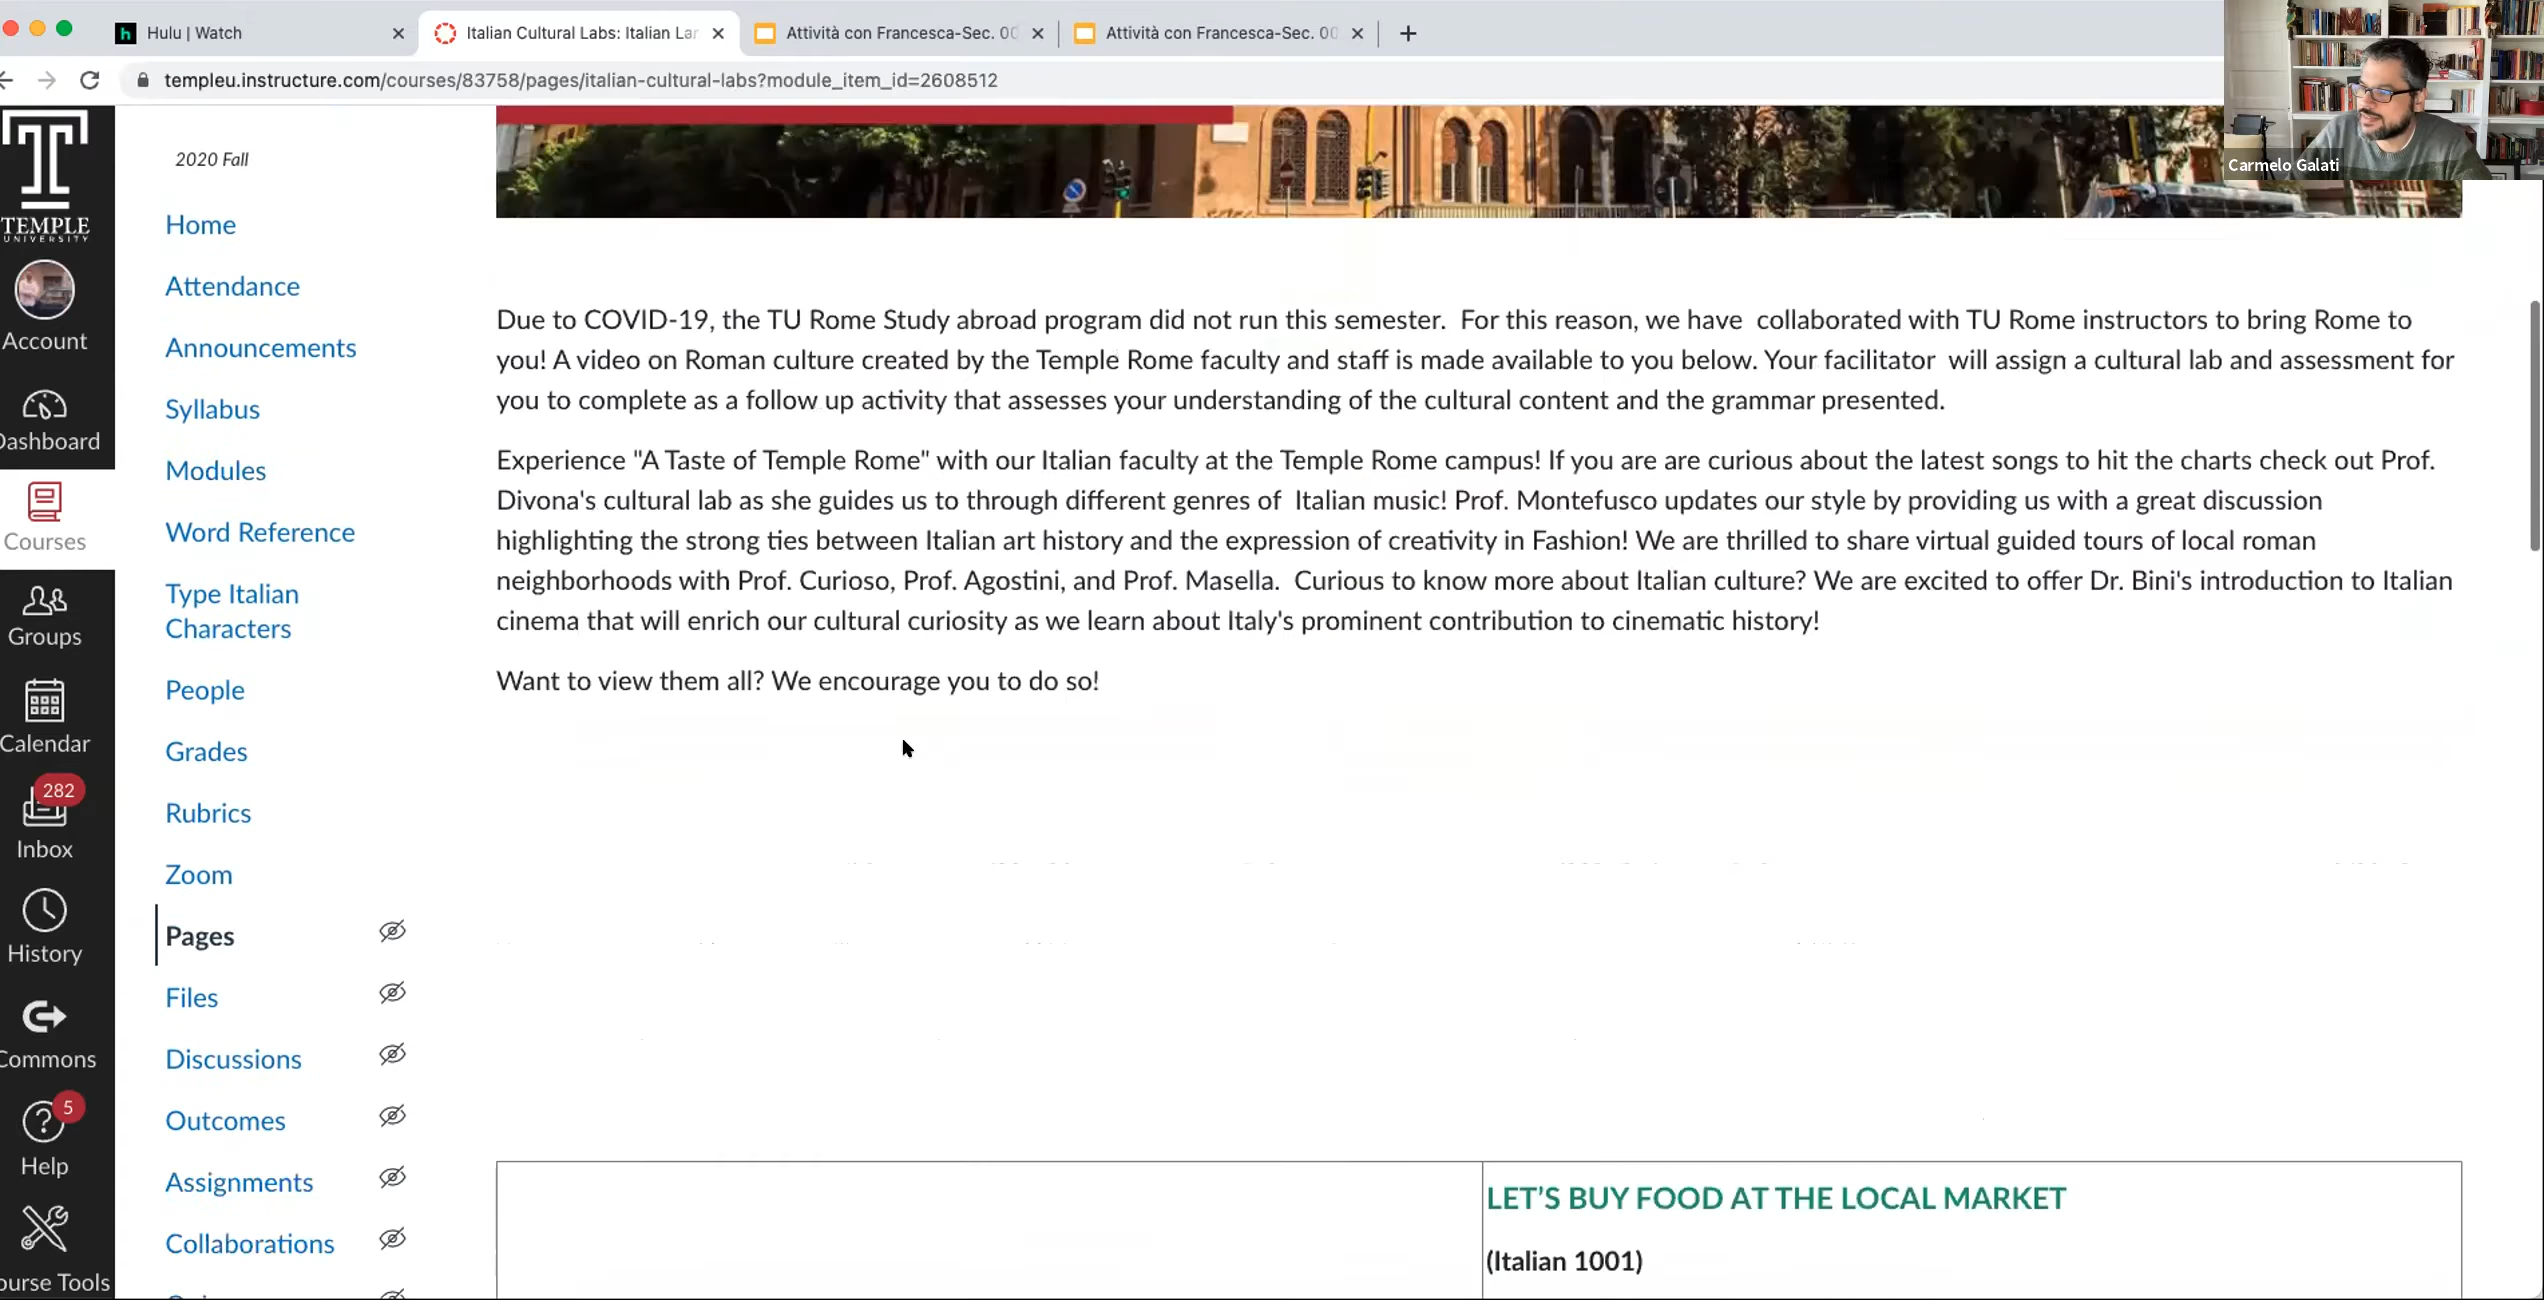 Hulu | Watch
Italian Cultural Labs: Italian Lar
Attività con Francesca-Sec. 00
Attività con Francesca-Sec. 00
templeu.instructure.com/courses/83758/pages/italian-cultural-labs?module_item_id=2608512
Carmelo Galati
TEMPLE
UNIVERSITY
Account
Dashboard
Courses
Groups
Calendar
282
Inbox
History
Commons
5
Help
ourse Tools
2020 Fall
Home
Attendance
Announcements
Syllabus
Modules
Word Reference
Type Italian
Characters
People
Grades
Rubrics
Zoom
Pages
Files
Discussions
Outcomes
Assignments
Collaborations
Due to COVID-19, the TU Rome Study abroad program did not run this semester. For this reason, we have collaborated with TU Rome instructors to bring Rome to
you! A video on Roman culture created by the Temple Rome faculty and staff is made available to you below. Your facilitator will assign a cultural lab and assessment for
you to complete as a follow up activity that assesses your understanding of the cultural content and the grammar presented.
Experience "A Taste of Temple Rome" with our Italian faculty at the Temple Rome campus! If you are are curious about the latest songs to hit the charts check out Prof.
Divona's cultural lab as she guides us to through different genres of Italian music! Prof. Montefusco updates our style by providing us with a great discussion
highlighting the strong ties between Italian art history and the expression of creativity in Fashion! We are thrilled to share virtual guided tours of local roman
neighborhoods with Prof. Curioso, Prof. Agostini, and Prof. Masella. Curious to know more about Italian culture? We are excited to offer Dr. Bini's introduction to Italian
cinema that will enrich our cultural curiosity as we learn about Italy's prominent contribution to cinematic history!
Want to view them all? We encourage you to do so!
LET'S BUY FOOD AT THE LOCAL MARKET
(Italian 1001)